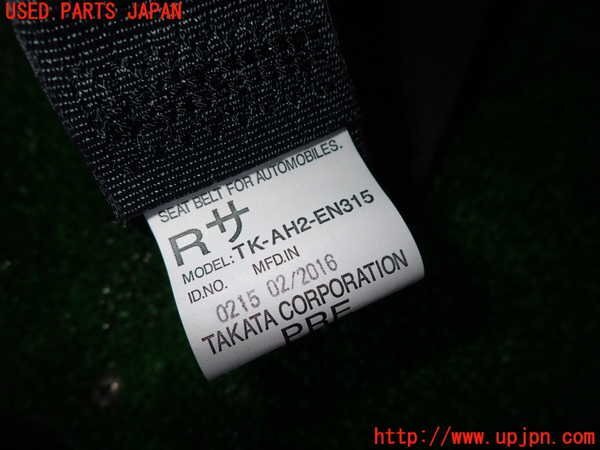 USED PARTS JAPAN
SEAT BELT FOR AUTOMOBILES.
Rサ
MODEL: TK-AH2-EN315
ID.NO. MFD.IN
0215 02/2016
TAKATA CORPORATION
http://www.upjpn.com/